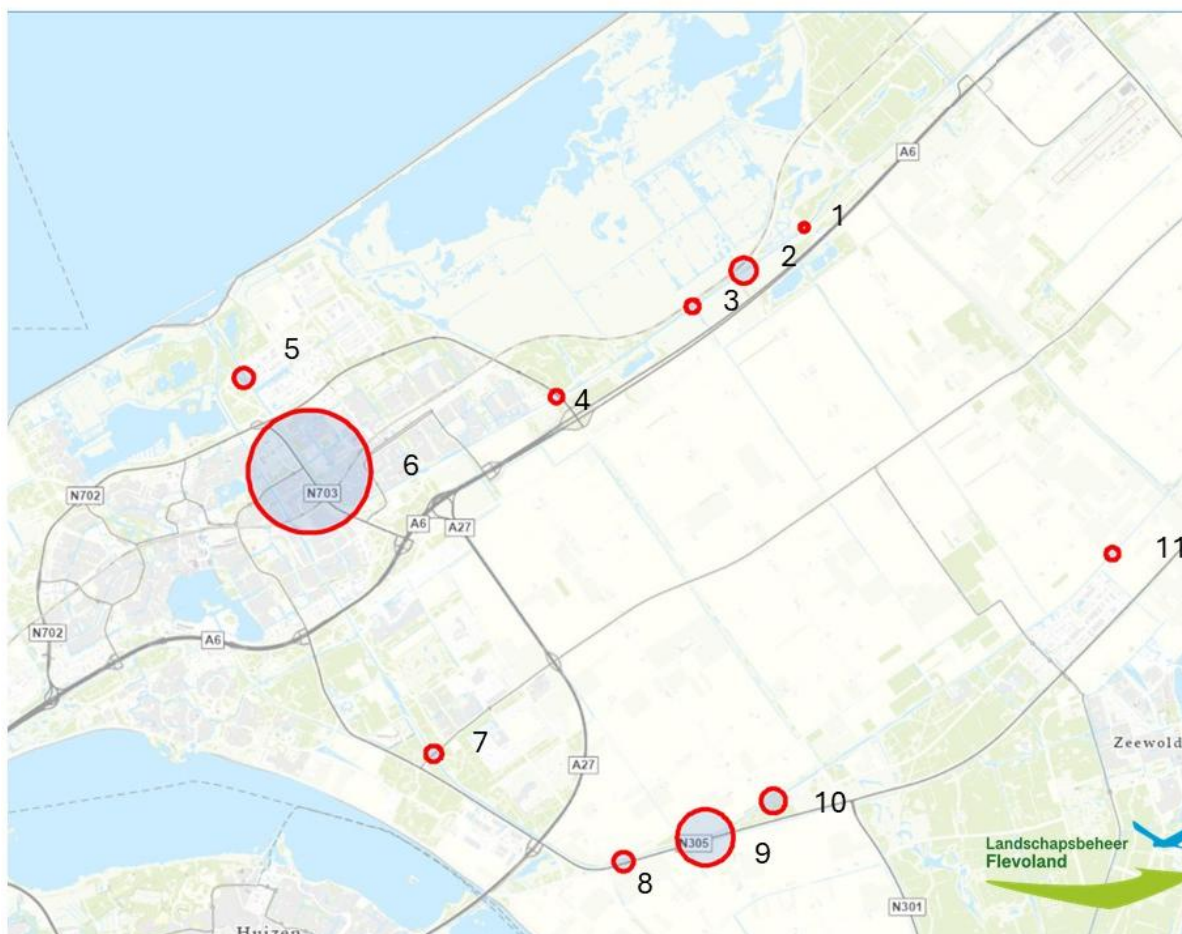 A6
1
2
3
5
4
6
N703
N702
A6
A27
11
N702
A6
7
Zeewold
A27
10
N305
9
Landschapsbeheer
Flevoland
8
N301
Huizen